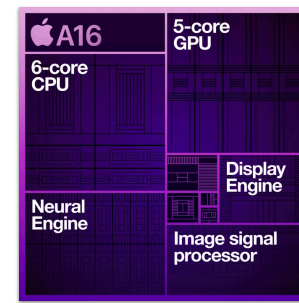 A16
5-core
GPU
6-core
CPU
Display
Engine
Neural
Engine
Image signal
processor